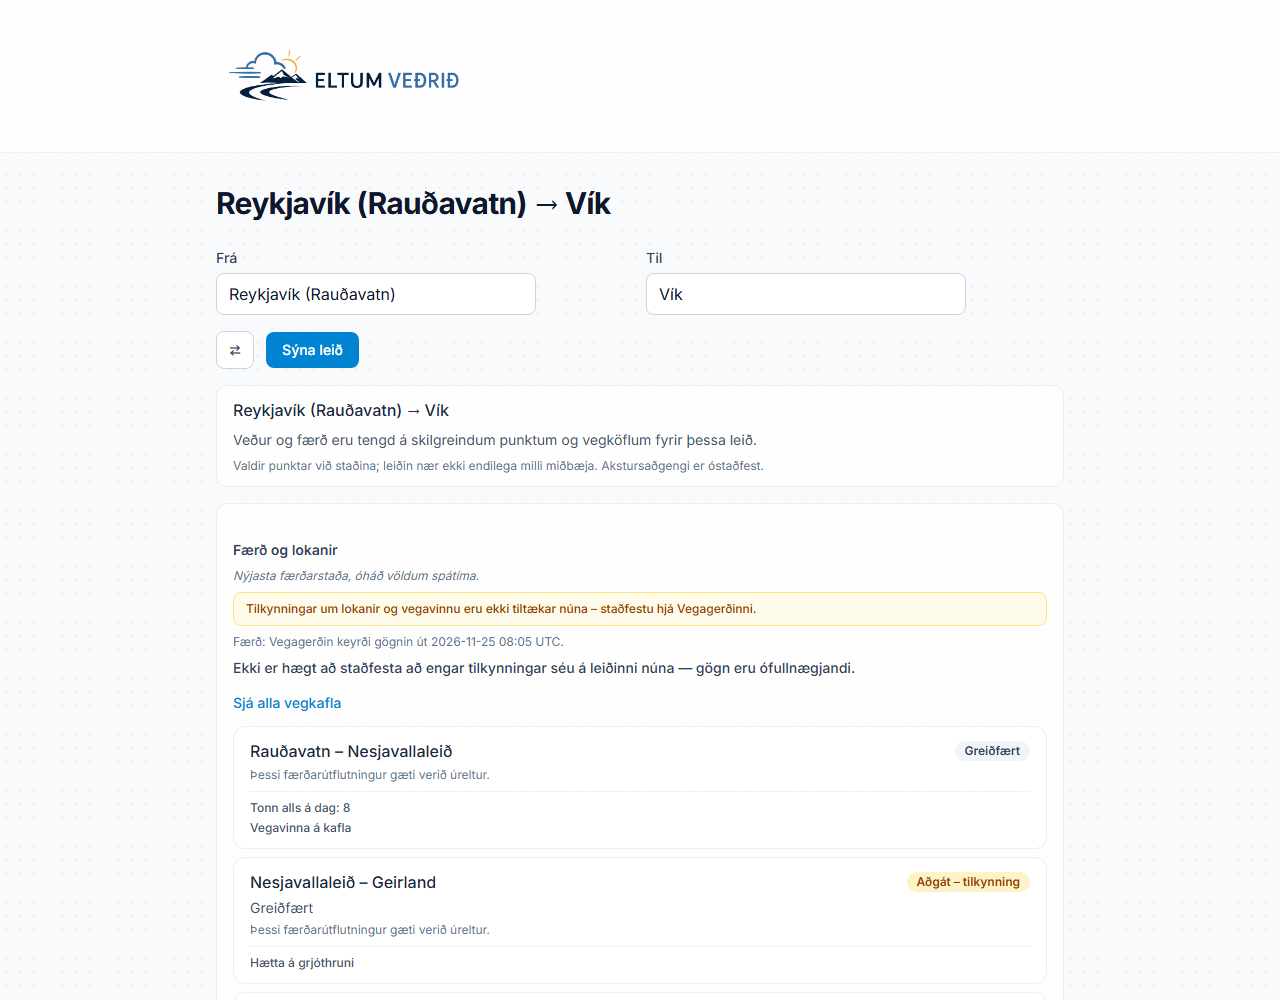 ELTUM VEÐRIÐ
Reykjavík (Rauðavatn) → Vík
Frá
Til
Reykjavík (Rauðavatn)
Vík
⇄
Sýna leið
Reykjavík (Rauðavatn) → Vík
Veður og færð eru tengd á skilgreindum punktum og vegköflum fyrir þessa leið.
Valdir punktar við staðina; leiðin nær ekki endilega milli miðbæja. Akstursaðgengi er óstaðfest.
Færð og lokanir
Nýjasta færðarstaða, óháð völdum spátíma.
Tilkynningar um lokanir og vegavinnu eru ekki tiltækar núna – staðfestu hjá Vegagerðinni.
Færð: Vegagerðin keyrði gögnin út 2026-11-25 08:05 UTC.
Ekki er hægt að staðfesta að engar tilkynningar séu á leiðinni núna — gögn eru ófullnægjandi.
Sjá alla vegkafla
Rauðavatn – Nesjavallaleið
Greiðfært
Þessi færðarútflutningur gæti verið úreltur.
Tonn alls á dag: 8
Vegavinna á kafla
Nesjavallaleið – Geirland
Aðgát – tilkynning
Greiðfært
Þessi færðarútflutningur gæti verið úreltur.
Hætta á grjóthruni